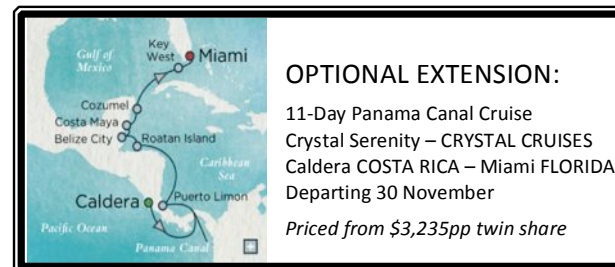 Gulf of
Mexico
Key
West
Miami
Cozumel
Costa Maya
Belize City
Roatan Island
Caribbean
Sea
Caldera
Puerto Limon
Pacific Ocean
Panama Canal
OPTIONAL EXTENSION:
11-Day Panama Canal Cruise
Crystal Serenity – CRYSTAL CRUISES
Caldera COSTA RICA – Miami FLORIDA
Departing 30 November
Priced from $3,235pp twin share